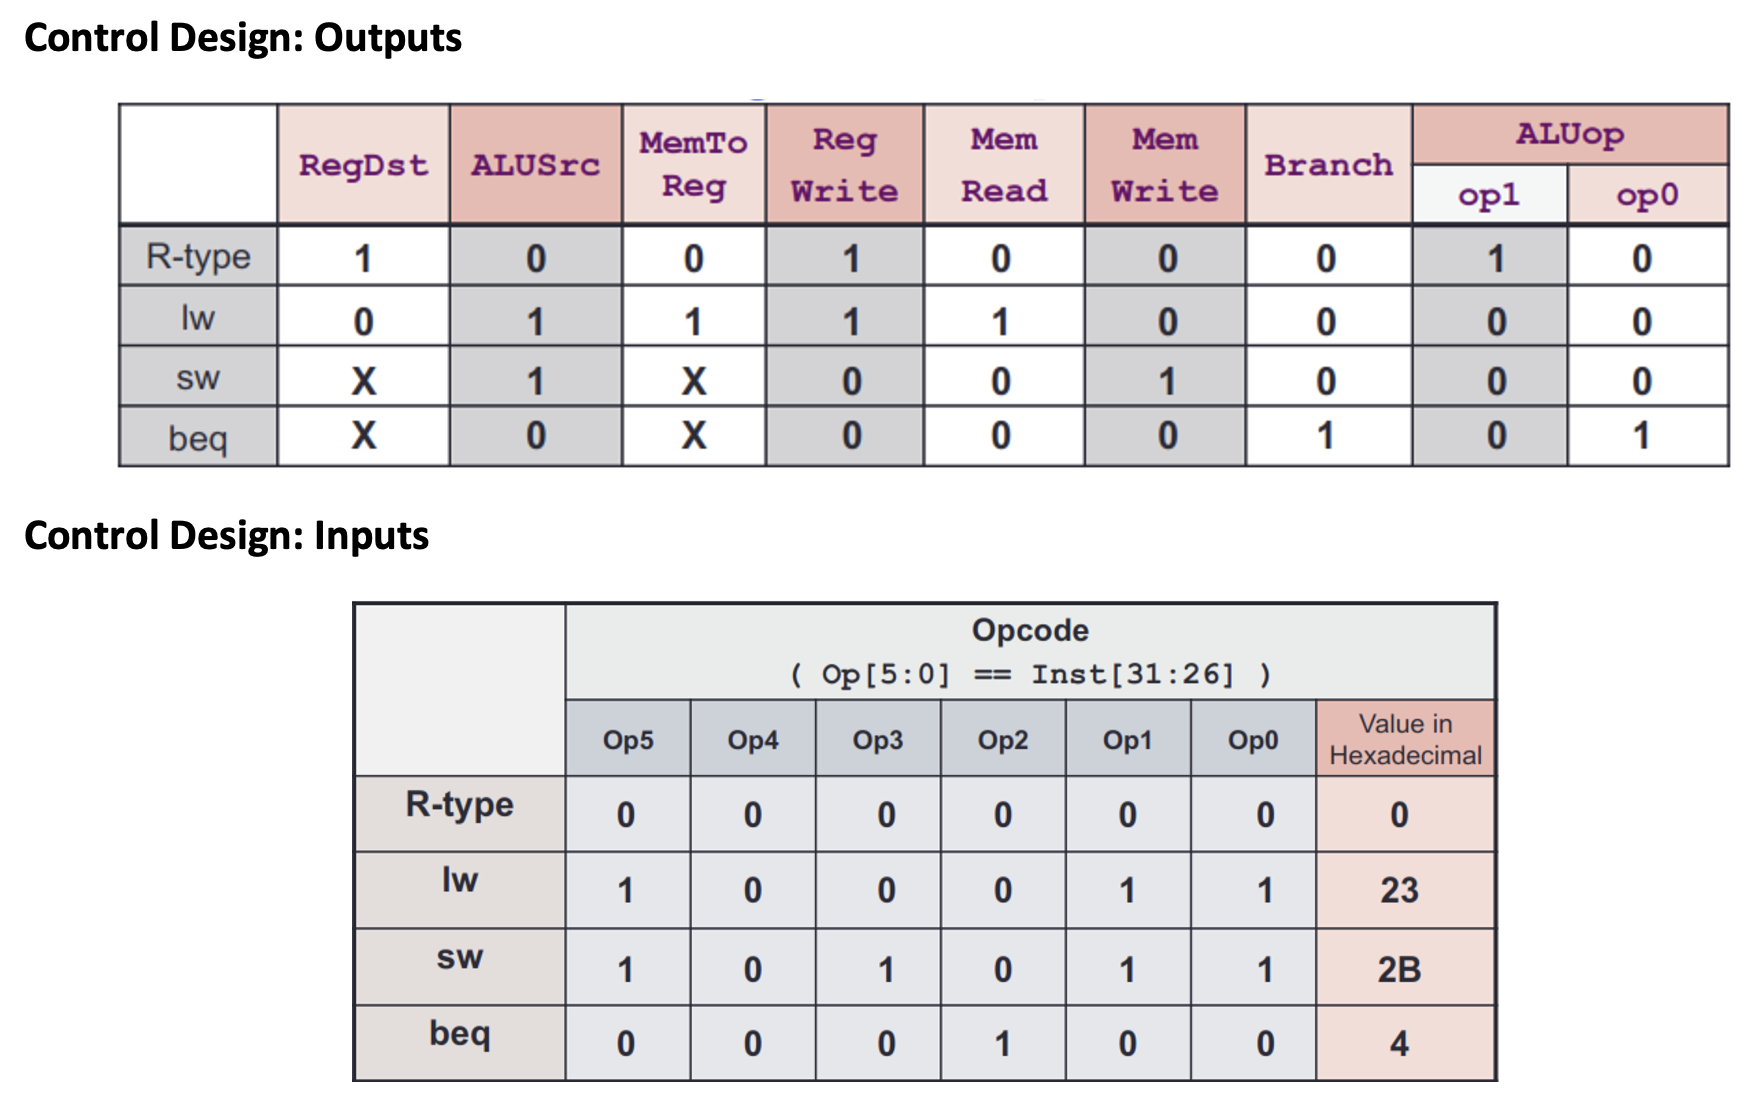 Control Design: Outputs
RegDst ALUSrc MemTo Reg Reg Write Mem Read Mem Write Branch ALUop
op1 op0
R-type 1 0 0 1 0 0 0 1 0
lw 0 1 1 1 1 0 0 0 0
sw X 1 X 0 0 1 0 0 0
beq X 0 X 0 0 0 1 0 1
Control Design: Inputs
Opcode
( Op[5:0] == Inst[31:26] )
Op5 Op4 Op3 Op2 Op1 Op0 Value in Hexadecimal
R-type 0 0 0 0 0 0 0
lw 1 0 0 0 1 1 23
sw 1 0 1 0 1 1 2B
beq 0 0 0 1 0 0 4